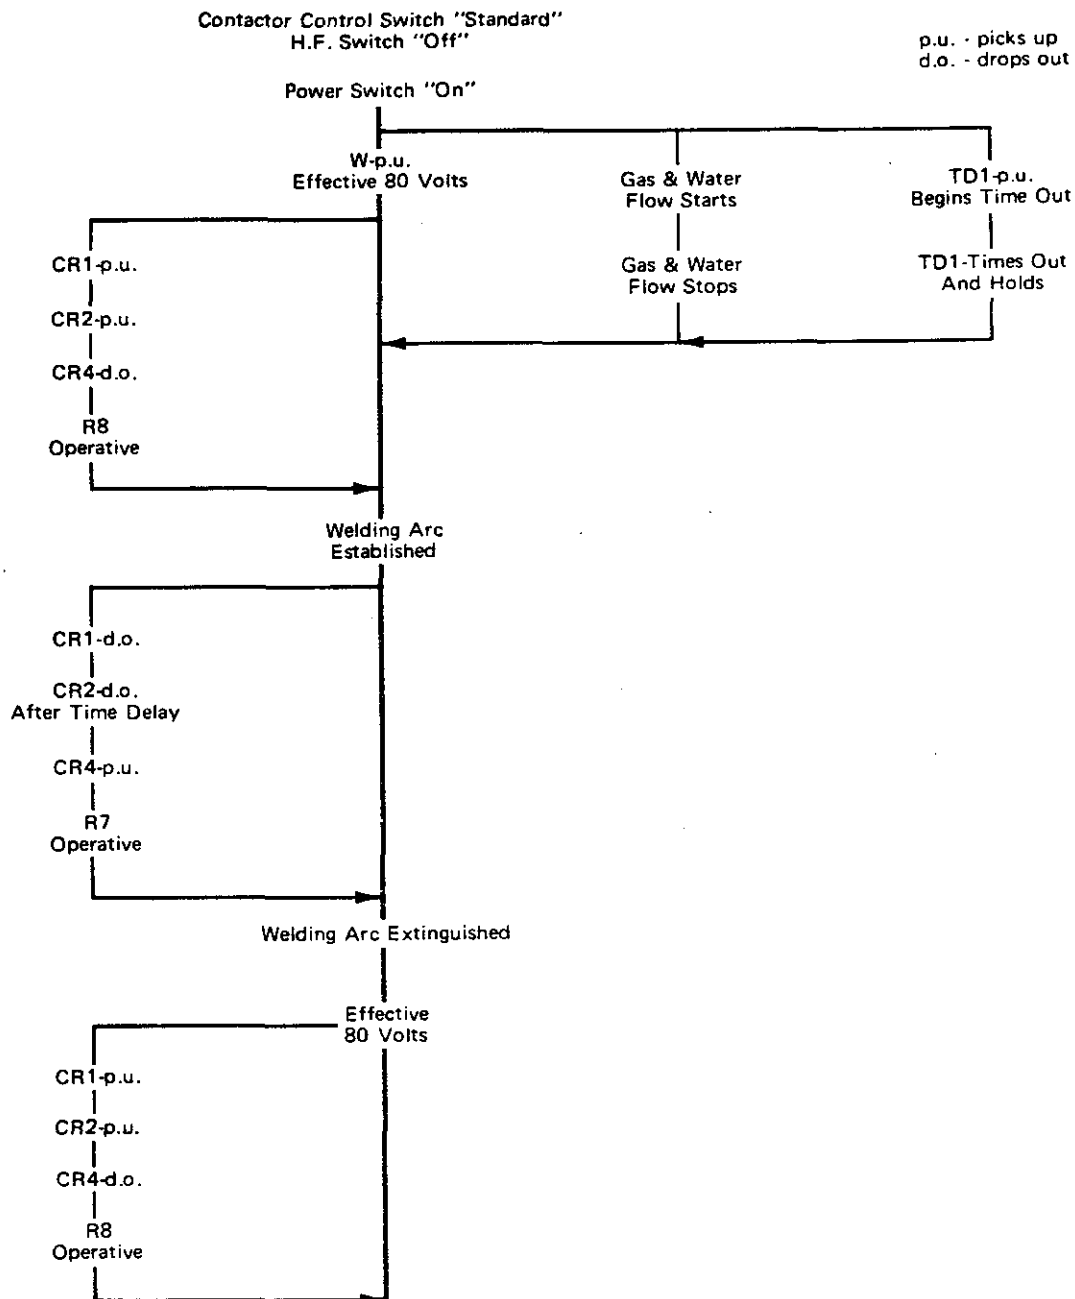 Contactor Control Switch "Standard"
H.F. Switch "Off"
p.u. - picks up
d.o. - drops out
Power Switch "On"
W-p.u.
Effective 80 Volts
Gas & Water
Flow Starts
TD1-p.u.
Begins Time Out
CR1-p.u.
Gas & Water
Flow Stops
TD1-Times Out
And Holds
CR2-p.u.
CR4-d.o.
R8
Operative
Welding Arc
Established
CR1-d.o.
CR2-d.o.
After Time Delay
CR4-p.u.
R7
Operative
Welding Arc Extinguished
Effective
80 Volts
CR1-p.u.
CR2-p.u.
CR4-d.o.
R8
Operative